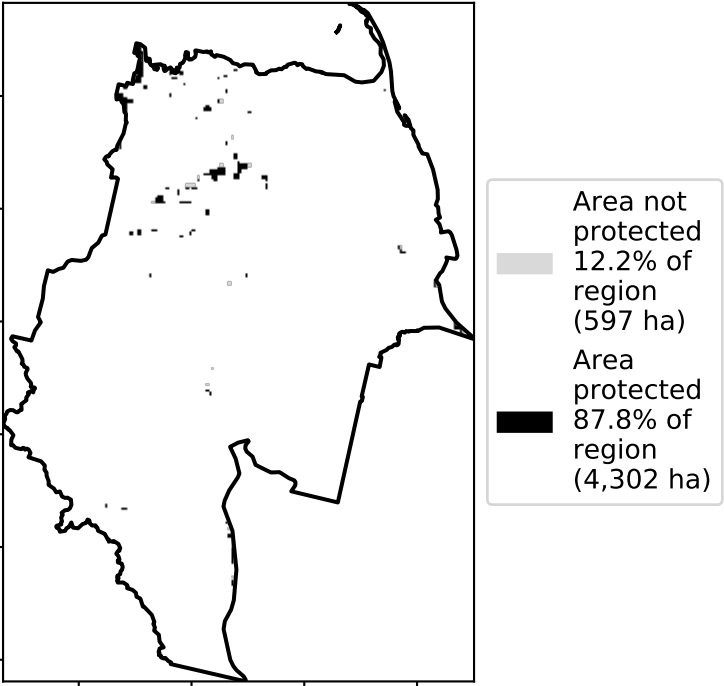 Area not
protected
12.2% of
region
(597 ha)
Area
protected
87.8% of
region
(4,302 ha)